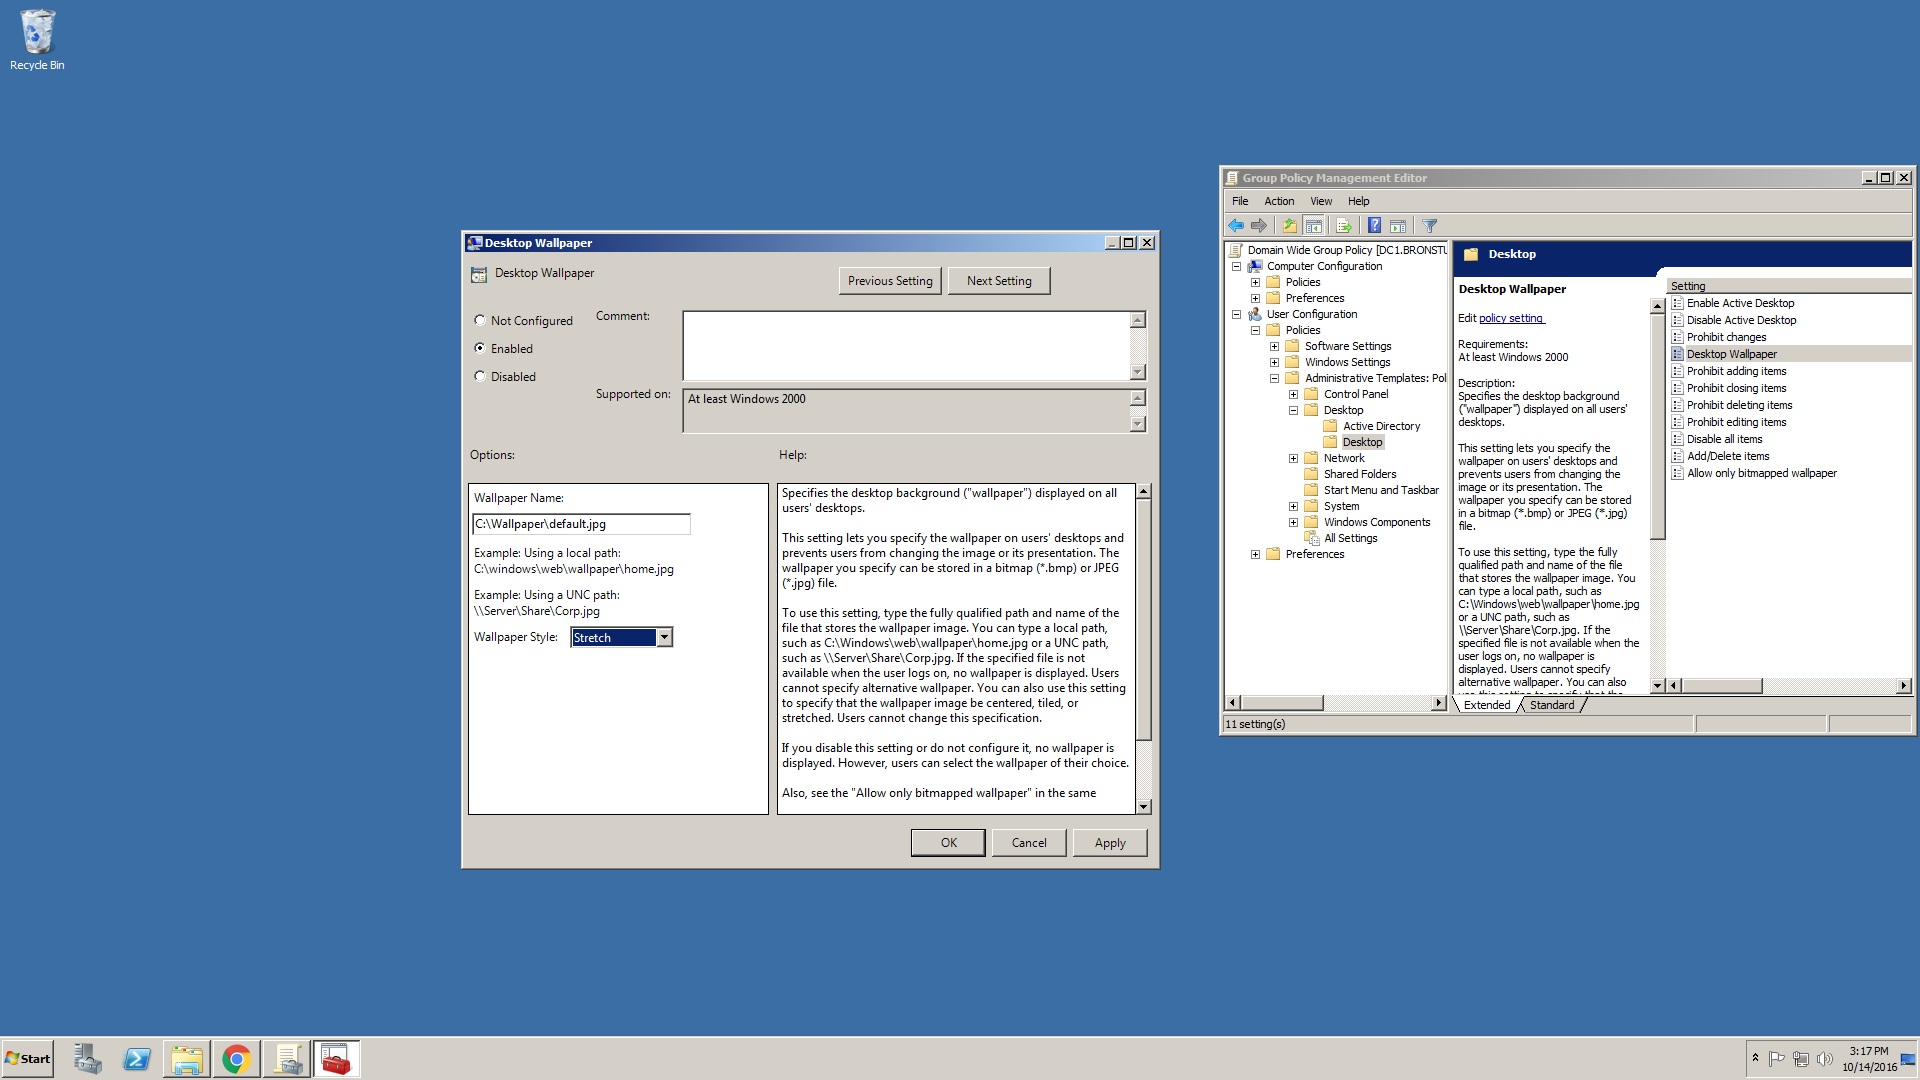 Recycle Bin
Desktop Wallpaper
Desktop Wallpaper
Previous Setting
Next Setting
Not Configured
Enabled
Disabled
Comment:
Supported on:
At least Windows 2000
Options:
Help:
Wallpaper Name:
C:\Wallpaper\default.jpg
Example: Using a local path:
C:\windows\web\wallpaper\home.jpg
Example: Using a UNC path:
\\Server\Share\Corp.jpg
Wallpaper Style:
Stretch
Specifies the desktop background ("wallpaper") displayed on all
users' desktops.
This setting lets you specify the wallpaper on users' desktops and
prevents users from changing the image or its presentation. The
wallpaper you specify can be stored in a bitmap (*.bmp) or JPEG
(*.jpg) file.
To use this setting, type the fully qualified path and name of the
file that stores the wallpaper image. You can type a local path,
such as C:\Windows\web\wallpaper\home.jpg or a UNC path,
such as \\Server\Share\Corp.jpg. If the specified file is not
available when the user logs on, no wallpaper is displayed. Users
cannot specify alternative wallpaper. You can also use this setting
to specify that the wallpaper image be centered, tiled, or
stretched. Users cannot change this specification.
If you disable this setting or do not configure it, no wallpaper is
displayed. However, users can select the wallpaper of their choice.
Also, see the "Allow only bitmapped wallpaper" in the same
OK
Cancel
Apply
Group Policy Management Editor
File
Action
View
Help
Domain Wide Group Policy [DC1.BRONSTU
Computer Configuration
Policies
Preferences
User Configuration
Policies
Software Settings
Windows Settings
Administrative Templates: Pol
Control Panel
Desktop
Active Directory
Desktop
Network
Shared Folders
Start Menu and Taskbar
System
Windows Components
All Settings
Preferences
Desktop
Desktop Wallpaper
Edit policy setting
Requirements:
At least Windows 2000
Description:
Specifies the desktop background
("wallpaper") displayed on all users'
desktops.
This setting lets you specify the
wallpaper on users' desktops and
prevents users from changing the
image or its presentation. The
wallpaper you specify can be stored
in a bitmap (*.bmp) or JPEG (*.jpg)
file.
To use this setting, type the fully
qualified path and name of the file
that stores the wallpaper image. You
can type a local path, such as
C:\Windows\web\wallpaper\home.jpg
or a UNC path, such as
\\Server\Share\Corp.jpg. If the
specified file is not available when the
user logs on, no wallpaper is
displayed. Users cannot specify
alternative wallpaper. You can also
use this setting to specify that the
Setting
Enable Active Desktop
Disable Active Desktop
Prohibit changes
Desktop Wallpaper
Prohibit adding items
Prohibit closing items
Prohibit deleting items
Prohibit editing items
Disable all items
Add/Delete items
Allow only bitmapped wallpaper
Extended
Standard
11 setting(s)
Start
3:17 PM
10/14/2016